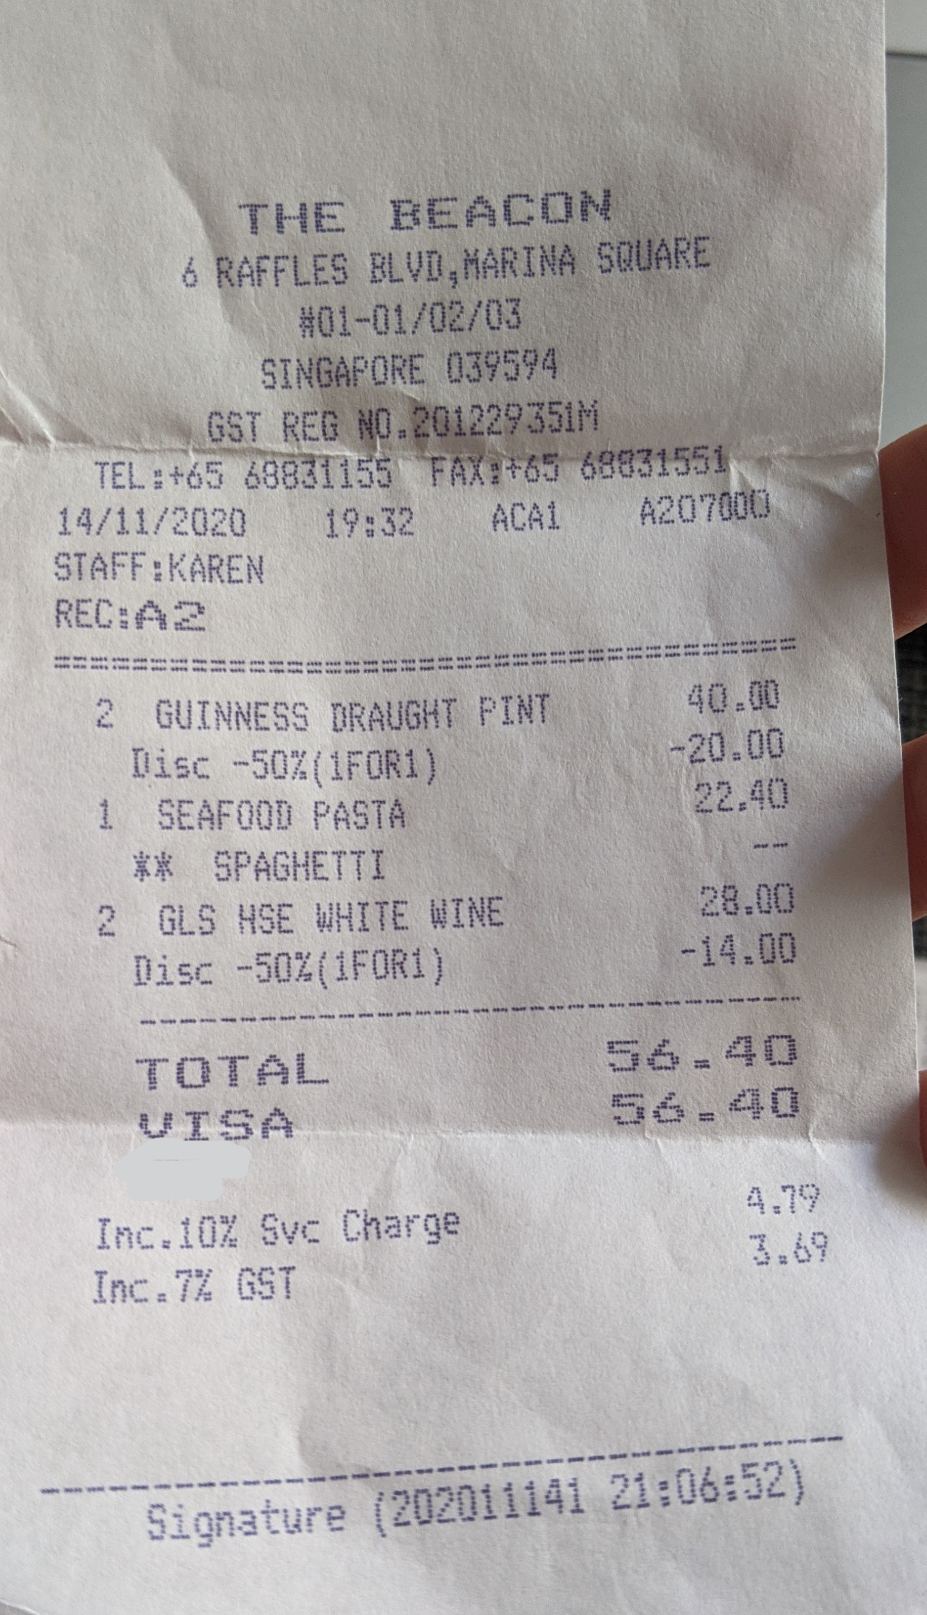 THE BEACON
6 RAFFLES BLVD,MARINA SQUARE
#01-01/02/03
SINGAPORE 039594
GST REG NO.201229351M
TEL:+65 68831155 FAX:+65 68831551
14/11/2020 19:32 ACA1 A207000
STAFF:KAREN
REC:A2
======================================
2 GUINNESS DRAUGHT PINT 40.00
Disc -50%(1FOR1) -20.00
1 SEAFOOD PASTA 22.40
** SPAGHETTI --
2 GLS HSE WHITE WINE 28.00
Disc -50%(1FOR1) -14.00
TOTAL 56.40
VISA 56.40
Inc.10% Svc Charge 4.79
Inc.7% GST 3.69
Signature (202011141 21:06:52)